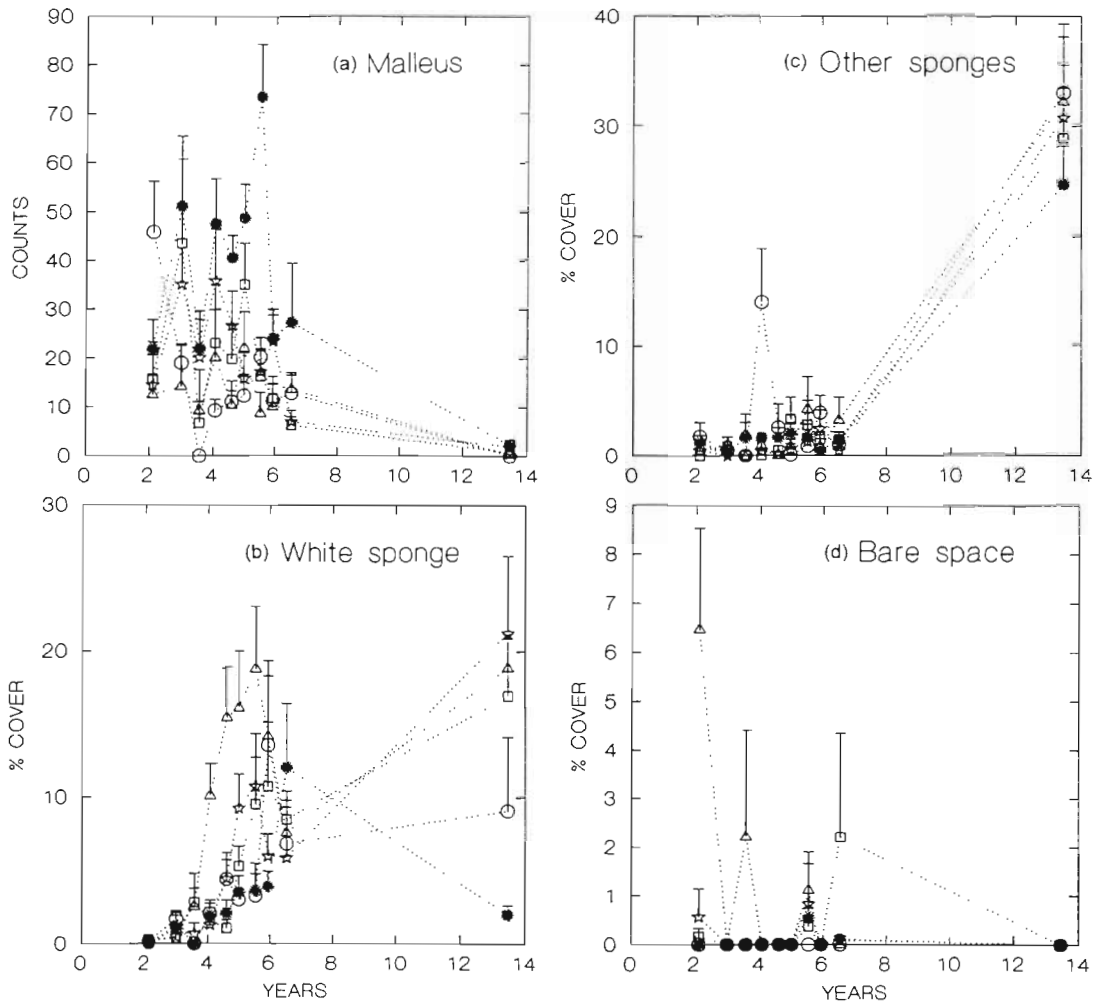 90
80
70
60
50
40
30
20
10
0
COUNTS
(a) Malleus
0 2 4 6 8 10 12 14
40
30
20
10
0
% COVER
(c) Other sponges
0 2 4 6 8 10 12 14
30
20
10
0
% COVER
(b) White sponge
0 2 4 6 8 10 12 14
YEARS
9
8
7
6
5
4
3
2
1
0
% COVER
(d) Bare space
0 2 4 6 8 10 12 14
YEARS